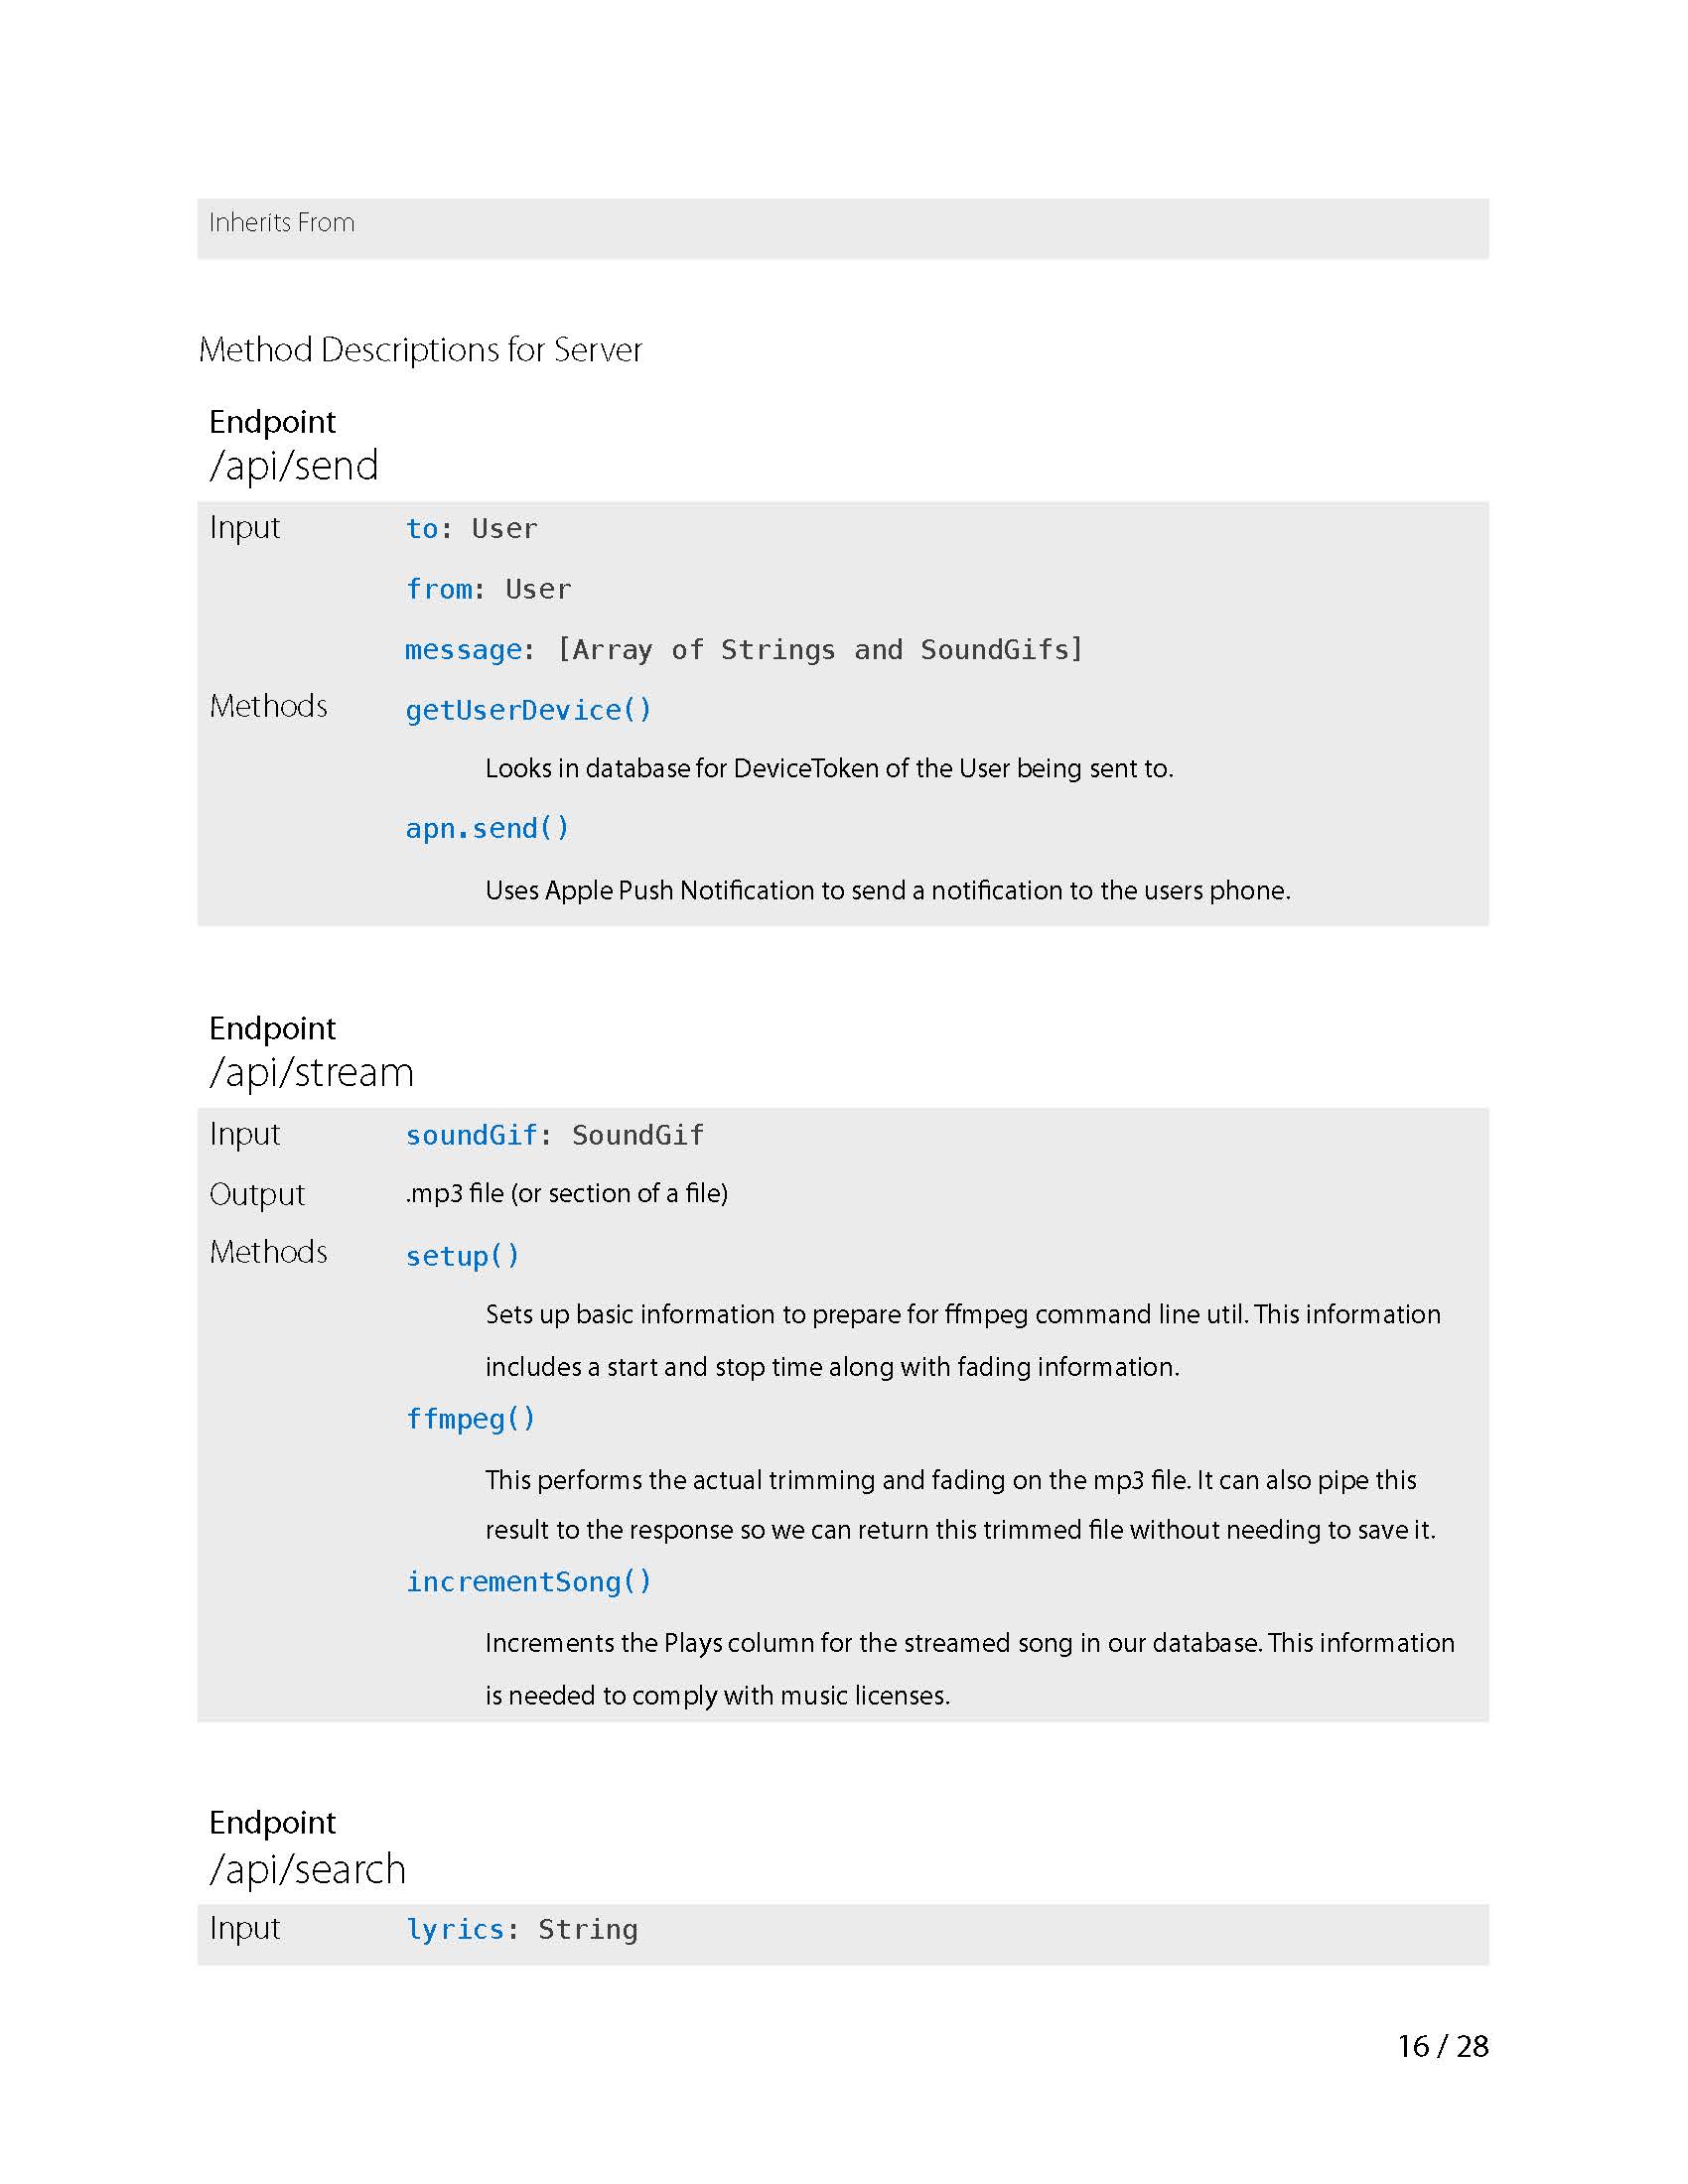 Inherits From
Method Descriptions for Server
Endpoint
/api/send
Input to: User
from: User
message: [Array of Strings and SoundGifs]
Methods getUserDevice()
Looks in database for DeviceToken of the User being sent to.
apn.send()
Uses Apple Push Notification to send a notification to the users phone.
Endpoint
/api/stream
Input soundGif: SoundGif
Output .mp3 file (or section of a file)
Methods setup()
Sets up basic information to prepare for ffmpeg command line util. This information
includes a start and stop time along with fading information.
ffmpeg()
This performs the actual trimming and fading on the mp3 file. It can also pipe this
result to the response so we can return this trimmed file without needing to save it.
incrementSong()
Increments the Plays column for the streamed song in our database. This information
is needed to comply with music licenses.
Endpoint
/api/search
Input lyrics: String
16 / 28